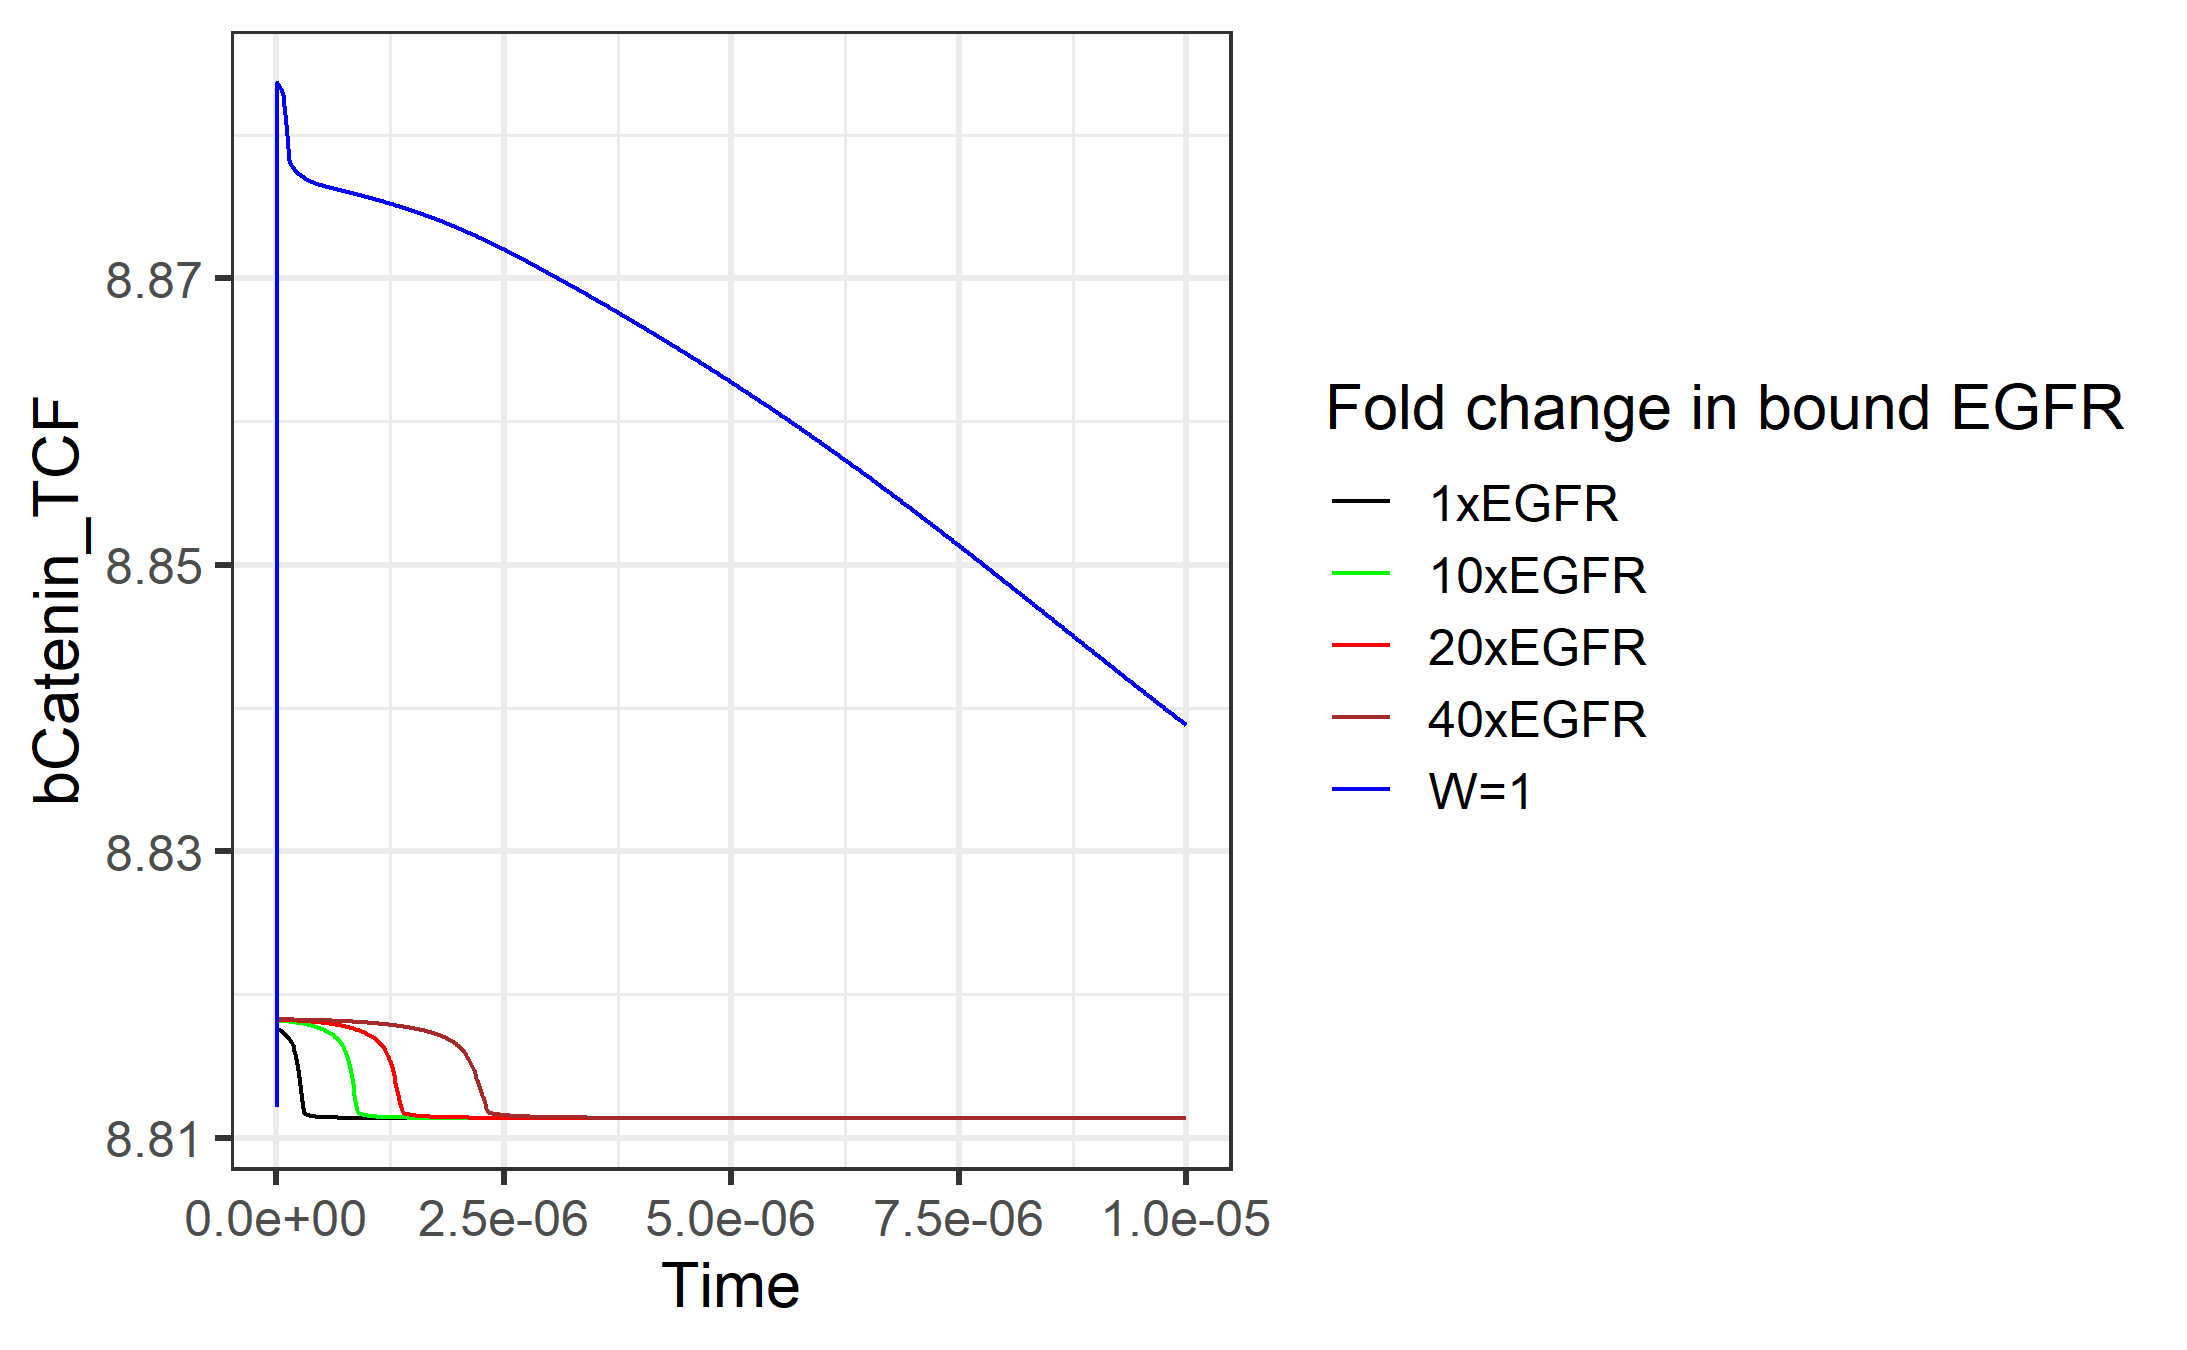 bCatenin_TCF
8.87
8.85
8.83
8.81
0.0e+00 2.5e-06 5.0e-06 7.5e-06 1.0e-05
Time
Fold change in bound EGFR
1xEGFR
10xEGFR
20xEGFR
40xEGFR
W=1